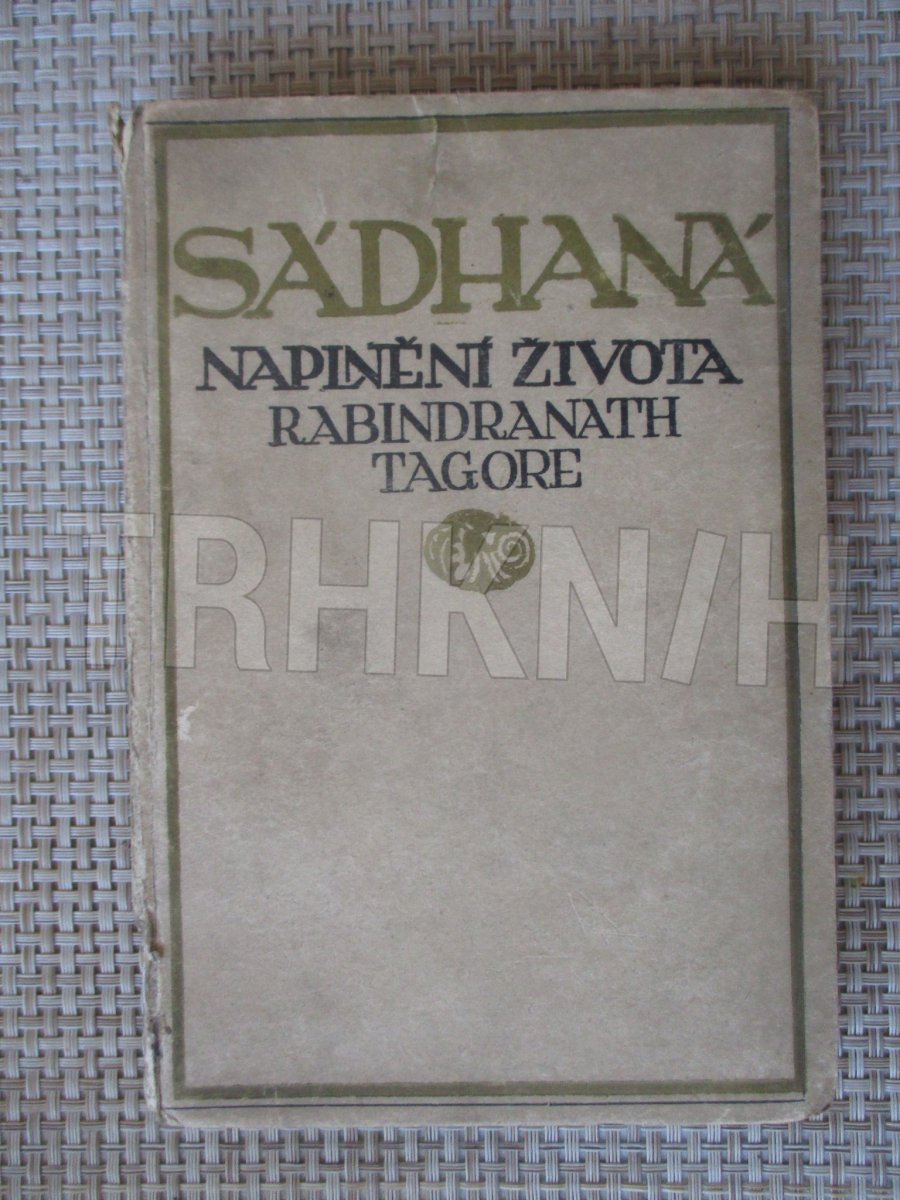 SÁDHANÁ
NAPLNĚNÍ ŽIVOTA
RABINDRANATH
TAGORE
TRHKNIH